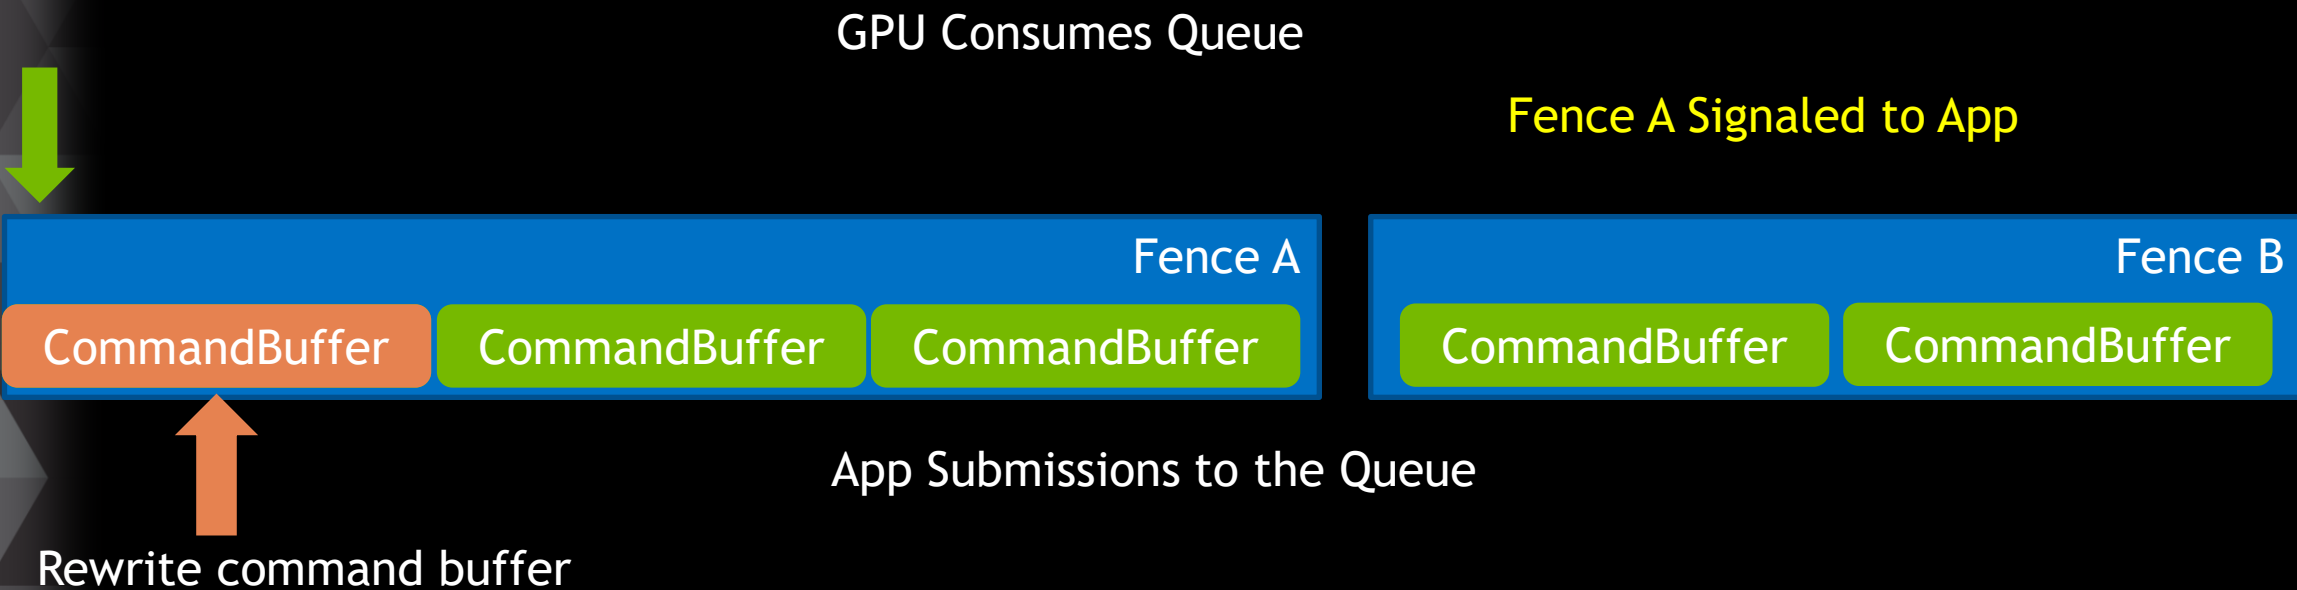 GPU Consumes Queue
Fence A Signaled to App
Fence A
Fence B
CommandBuffer
CommandBuffer
CommandBuffer
CommandBuffer
CommandBuffer
App Submissions to the Queue
Rewrite command buffer